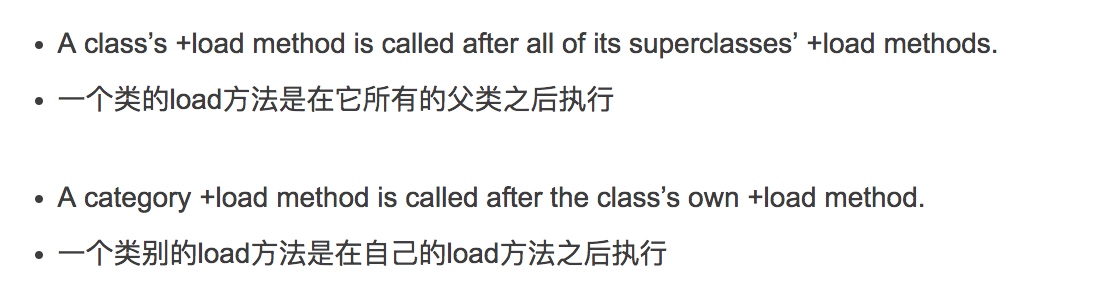 • A class’s +load method is called after all of its superclasses’ +load methods.
• 一个类的load方法是在它所有的父类之后执行
• A category +load method is called after the class’s own +load method.
• 一个类别的load方法是在自己的load方法之后执行